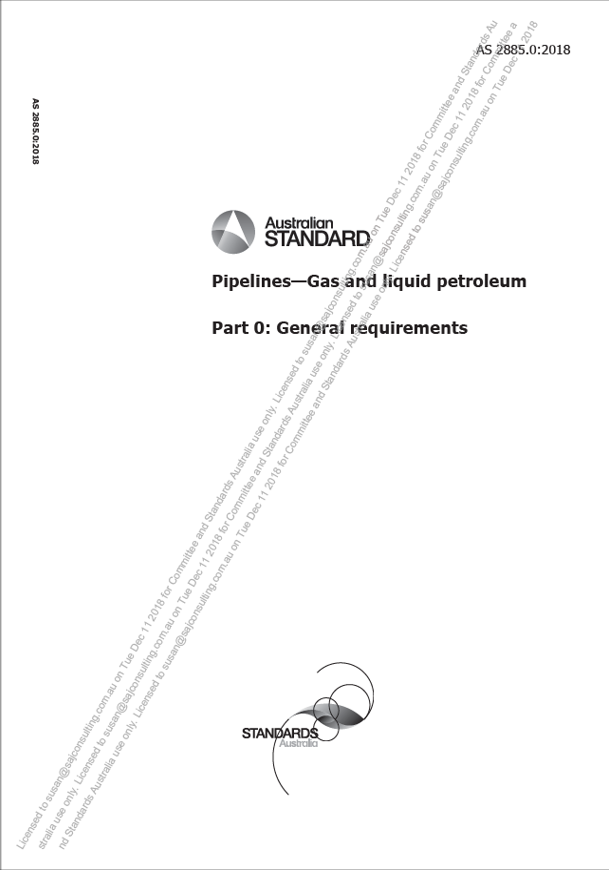 AS 2885.0:2018
AS 2885.0:2018
Australian
STANDARD
Pipelines—Gas and liquid petroleum
Part 0: General requirements
Licensed to susan@sajconsulting.com.au on Tue Dec 11 2018 for Committee and Standards Australia use only. Licensed to susan@sajconsulting.com.au on Tue Dec 11 2018 for Committee and Standards Au
stralia use only. Licensed to susan@sajconsulting.com.au on Tue Dec 11 2018 for Committee and Standards Australia use only. Licensed to susan@sajconsulting.com.au on Tue Dec 11 2018 for Committee a
nd Standards Australia use only. Licensed to susan@sajconsulting.com.au on Tue Dec 11 2018 for Committee and Standards Australia use only. Licensed to susan@sajconsulting.com.au on Tue Dec 11 2018
STANDARDS
Australia